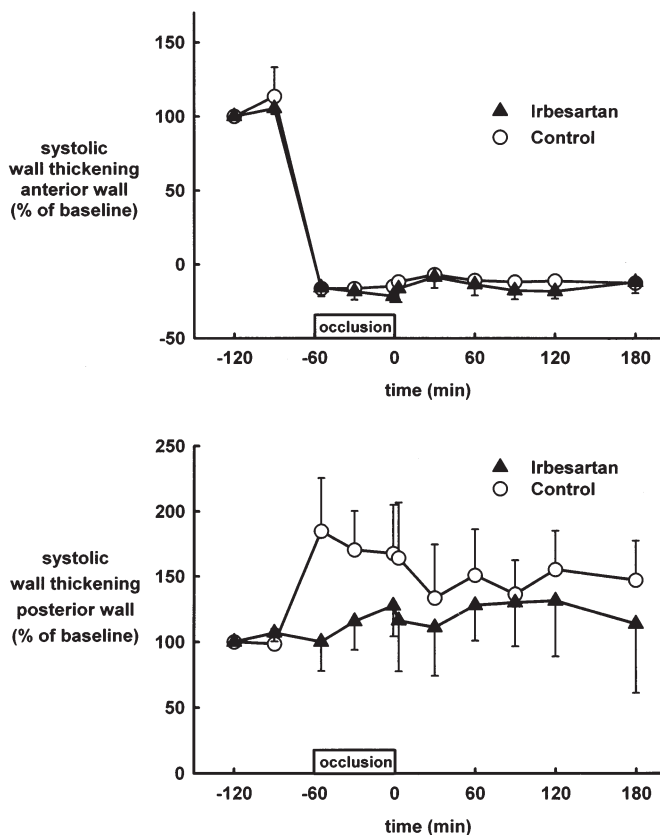 150
100
50
0
-50
systolic
wall thickening
anterior wall
(% of baseline)
Irbesartan
Control
occlusion
-120 -60 0 60 120 180
time (min)
250
200
150
100
50
0
systolic
wall thickening
posterior wall
(% of baseline)
Irbesartan
Control
occlusion
-120 -60 0 60 120 180
time (min)